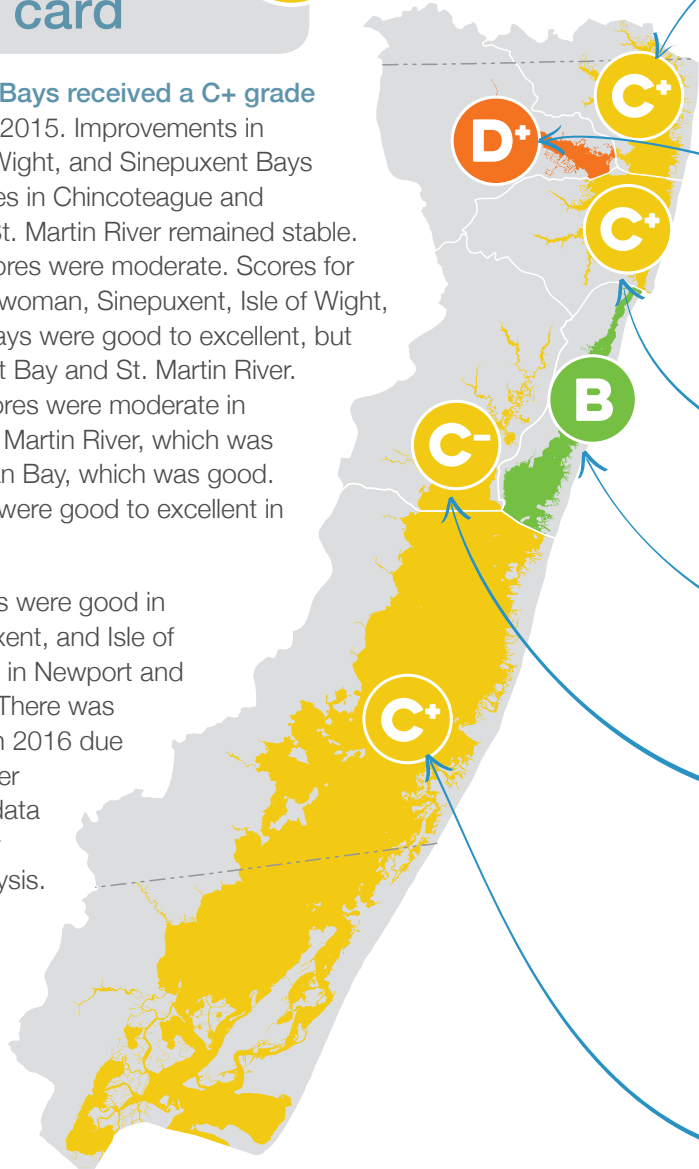 card
Bays received a C+ grade
2015. Improvements in
Wight, and Sinepuxent Bays
es in Chincoteague and
St. Martin River remained stable.
ores were moderate. Scores for
woman, Sinepuxent, Isle of Wight,
ays were good to excellent, but
t Bay and St. Martin River.
ores were moderate in
Martin River, which was
n Bay, which was good.
were good to excellent in
s were good in
xent, and Isle of
in Newport and
There was
n 2016 due
er
data
ysis.
C+
D+
C+
B
C-
C+